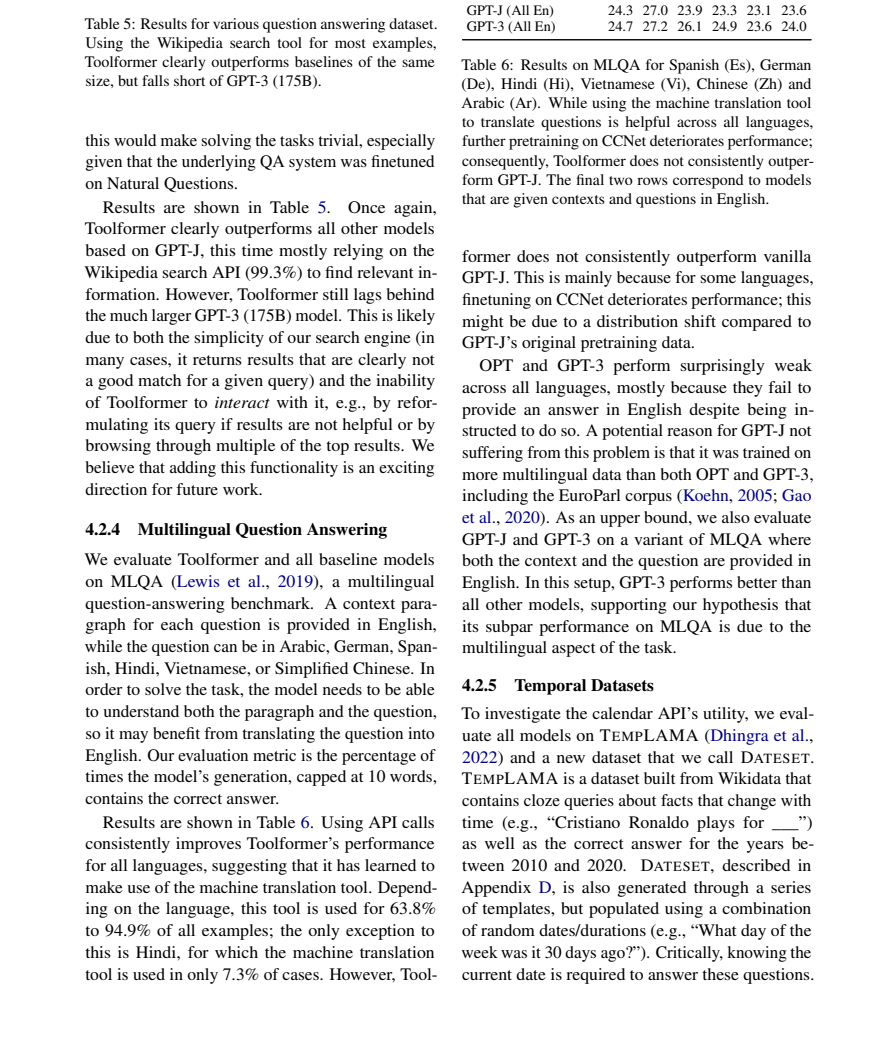 Table 5: Results for various question answering dataset.
Using the Wikipedia search tool for most examples,
Toolformer clearly outperforms baselines of the same
size, but falls short of GPT-3 (175B).
this would make solving the tasks trivial, especially
given that the underlying QA system was finetuned
on Natural Questions.
Results are shown in Table 5. Once again,
Toolformer clearly outperforms all other models
based on GPT-J, this time mostly relying on the
Wikipedia search API (99.3%) to find relevant in-
formation. However, Toolformer still lags behind
the much larger GPT-3 (175B) model. This is likely
due to both the simplicity of our search engine (in
many cases, it returns results that are clearly not
a good match for a given query) and the inability
of Toolformer to interact with it, e.g., by refor-
mulating its query if results are not helpful or by
browsing through multiple of the top results. We
believe that adding this functionality is an exciting
direction for future work.
4.2.4 Multilingual Question Answering
We evaluate Toolformer and all baseline models
on MLQA (Lewis et al., 2019), a multilingual
question-answering benchmark. A context para-
graph for each question is provided in English,
while the question can be in Arabic, German, Span-
ish, Hindi, Vietnamese, or Simplified Chinese. In
order to solve the task, the model needs to be able
to understand both the paragraph and the question,
so it may benefit from translating the question into
English. Our evaluation metric is the percentage of
times the model's generation, capped at 10 words,
contains the correct answer.
Results are shown in Table 6. Using API calls
consistently improves Toolformer's performance
for all languages, suggesting that it has learned to
make use of the machine translation tool. Depend-
ing on the language, this tool is used for 63.8%
to 94.9% of all examples; the only exception to
this is Hindi, for which the machine translation
tool is used in only 7.3% of cases. However, Tool-
GPT-J (All En) 24.3 27.0 23.9 23.3 23.1 23.6
GPT-3 (All En) 24.7 27.2 26.1 24.9 23.6 24.0
Table 6: Results on MLQA for Spanish (Es), German
(De), Hindi (Hi), Vietnamese (Vi), Chinese (Zh) and
Arabic (Ar). While using the machine translation tool
to translate questions is helpful across all languages,
further pretraining on CCNet deteriorates performance;
consequently, Toolformer does not consistently outper-
form GPT-J. The final two rows correspond to models
that are given contexts and questions in English.
former does not consistently outperform vanilla
GPT-J. This is mainly because for some languages,
finetuning on CCNet deteriorates performance; this
might be due to a distribution shift compared to
GPT-J's original pretraining data.
OPT and GPT-3 perform surprisingly weak
across all languages, mostly because they fail to
provide an answer in English despite being in-
structed to do so. A potential reason for GPT-J not
suffering from this problem is that it was trained on
more multilingual data than both OPT and GPT-3,
including the EuroParl corpus (Koehn, 2005; Gao
et al., 2020). As an upper bound, we also evaluate
GPT-J and GPT-3 on a variant of MLQA where
both the context and the question are provided in
English. In this setup, GPT-3 performs better than
all other models, supporting our hypothesis that
its subpar performance on MLQA is due to the
multilingual aspect of the task.
4.2.5 Temporal Datasets
To investigate the calendar API's utility, we eval-
uate all models on TEMPLAMA (Dhingra et al.,
2022) and a new dataset that we call DATESET.
TEMPLAMA is a dataset built from Wikidata that
contains cloze queries about facts that change with
time (e.g., “Cristiano Ronaldo plays for ___”)
as well as the correct answer for the years be-
tween 2010 and 2020. DATESET, described in
Appendix D, is also generated through a series
of templates, but populated using a combination
of random dates/durations (e.g., “What day of the
week was it 30 days ago?”). Critically, knowing the
current date is required to answer these questions.